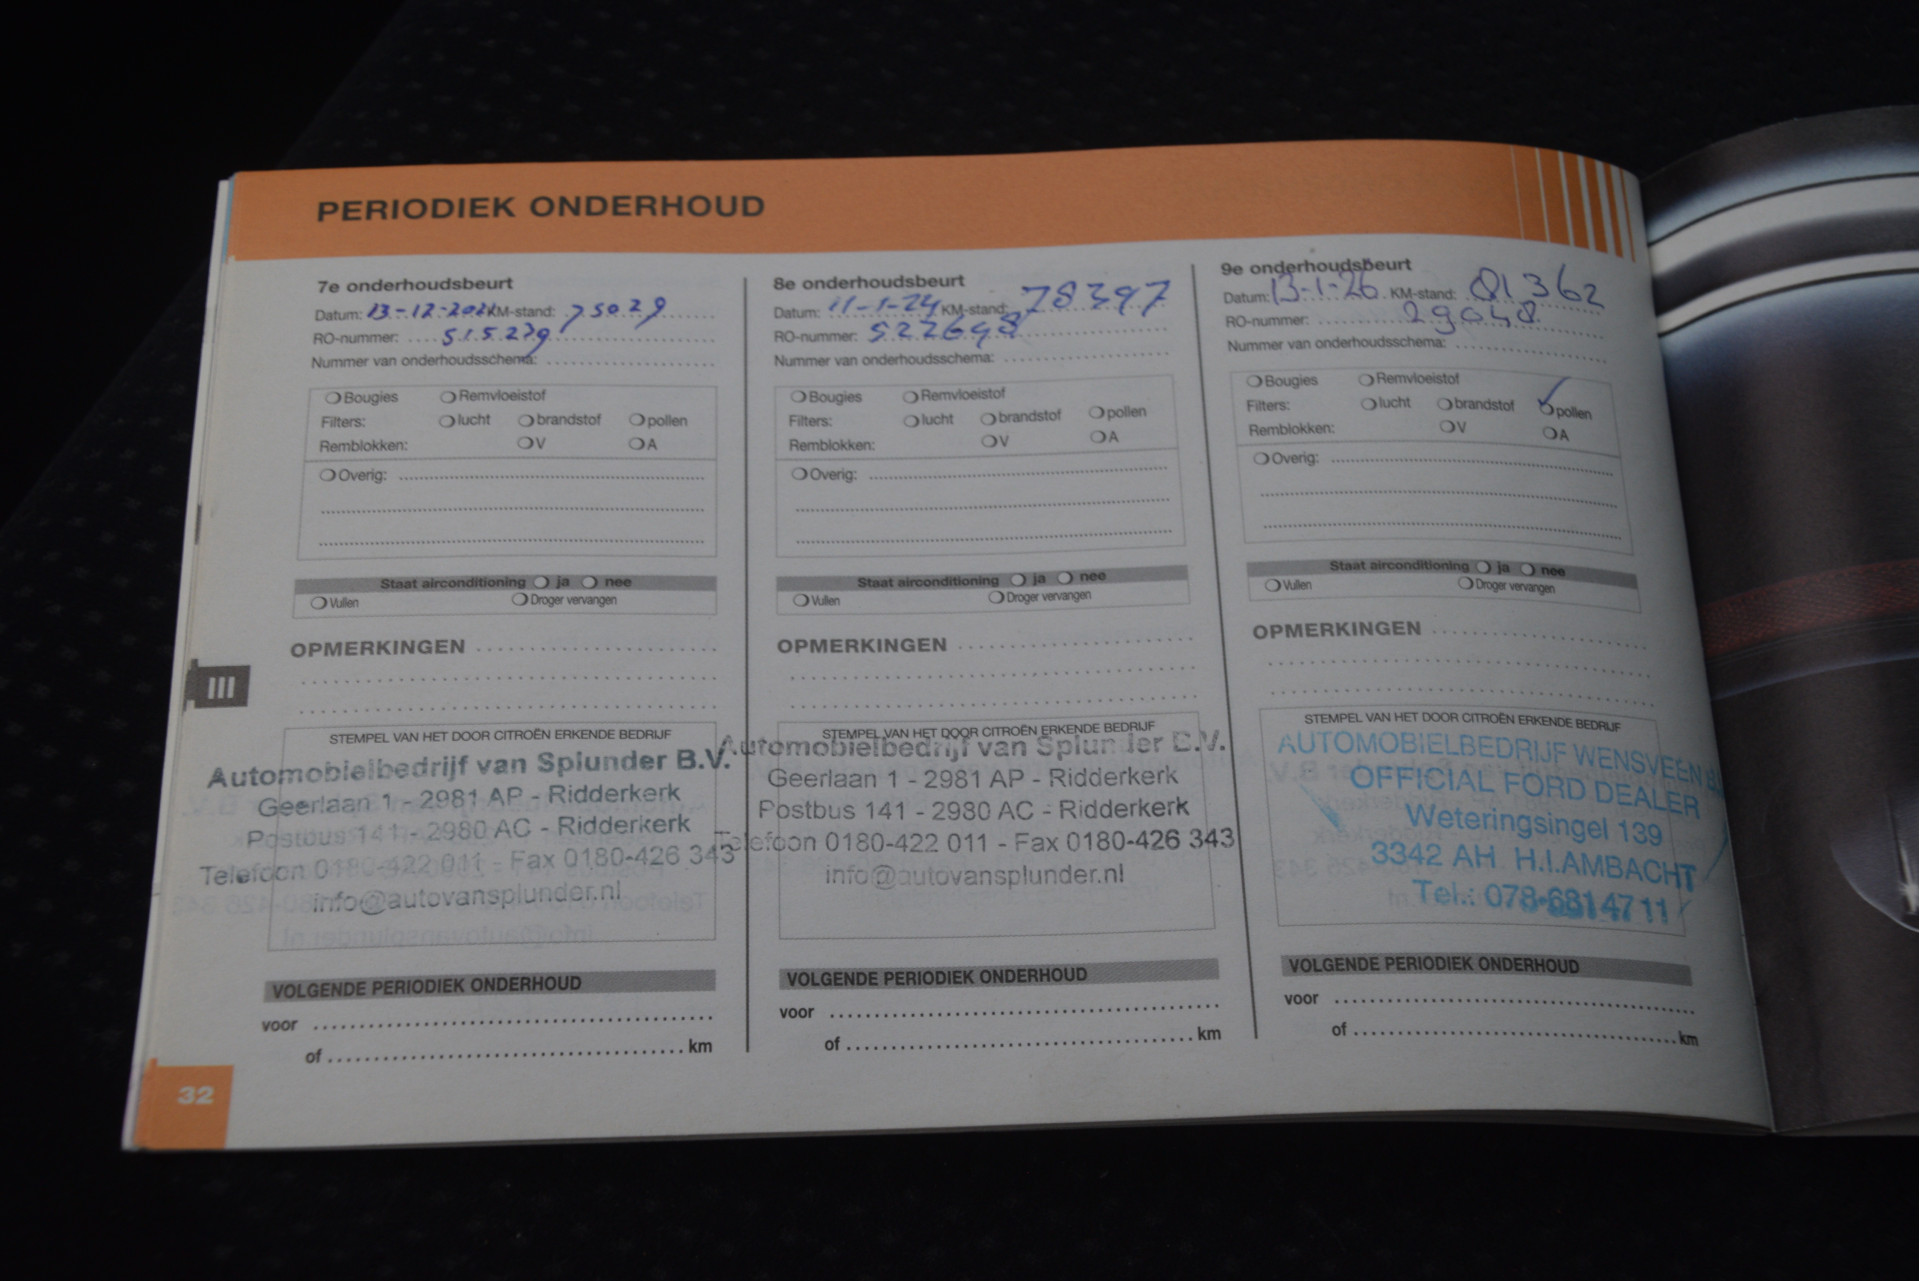 PERIODIEK ONDERHOUD
7e onderhoudsbeurt
Datum: 13-12-2021 KM-stand: 75029
RO-nummer: 515239
Nummer van onderhoudsschema:
Bougies Remvloeistof
Filters: lucht brandstof pollen
Remblokken: V A
Overig:
Staat airconditioning ja nee
Vullen Droger vervangen
OPMERKINGEN
STEMPEL VAN HET DOOR CITROËN ERKENDE BEDRIJF
Automobielbedrijf van Splunder B.V.
Geerlaan 1 - 2981 AP - Ridderkerk
Postbus 141 - 2980 AC - Ridderkerk
Telefoon 0180-422 011 - Fax 0180-426 343
info@autovansplunder.nl
VOLGENDE PERIODIEK ONDERHOUD
voor
of km
8e onderhoudsbeurt
Datum: 11-1-24 KM-stand: 78397
RO-nummer: 522698
Nummer van onderhoudsschema:
Bougies Remvloeistof
Filters: lucht brandstof pollen
Remblokken: V A
Overig:
Staat airconditioning ja nee
Vullen Droger vervangen
OPMERKINGEN
STEMPEL VAN HET DOOR CITROËN ERKENDE BEDRIJF
Automobielbedrijf van Splunder B.V.
Geerlaan 1 - 2981 AP - Ridderkerk
Postbus 141 - 2980 AC - Ridderkerk
Telefoon 0180-422 011 - Fax 0180-426 343
info@autovansplunder.nl
VOLGENDE PERIODIEK ONDERHOUD
voor
of km
9e onderhoudsbeurt
Datum: 13-1-26 KM-stand: 81362
RO-nummer: 29048
Nummer van onderhoudsschema:
Bougies Remvloeistof
Filters: lucht brandstof pollen
Remblokken: V A
Overig:
Staat airconditioning ja nee
Vullen Droger vervangen
OPMERKINGEN
STEMPEL VAN HET DOOR CITROËN ERKENDE BEDRIJF
AUTOMOBIELBEDRIJF WENSVEEN
OFFICIAL FORD DEALER
Weteringsingel 139
3342 AH H.I.AMBACHT
Tel.: 078-6814711
VOLGENDE PERIODIEK ONDERHOUD
voor
of km
III
32